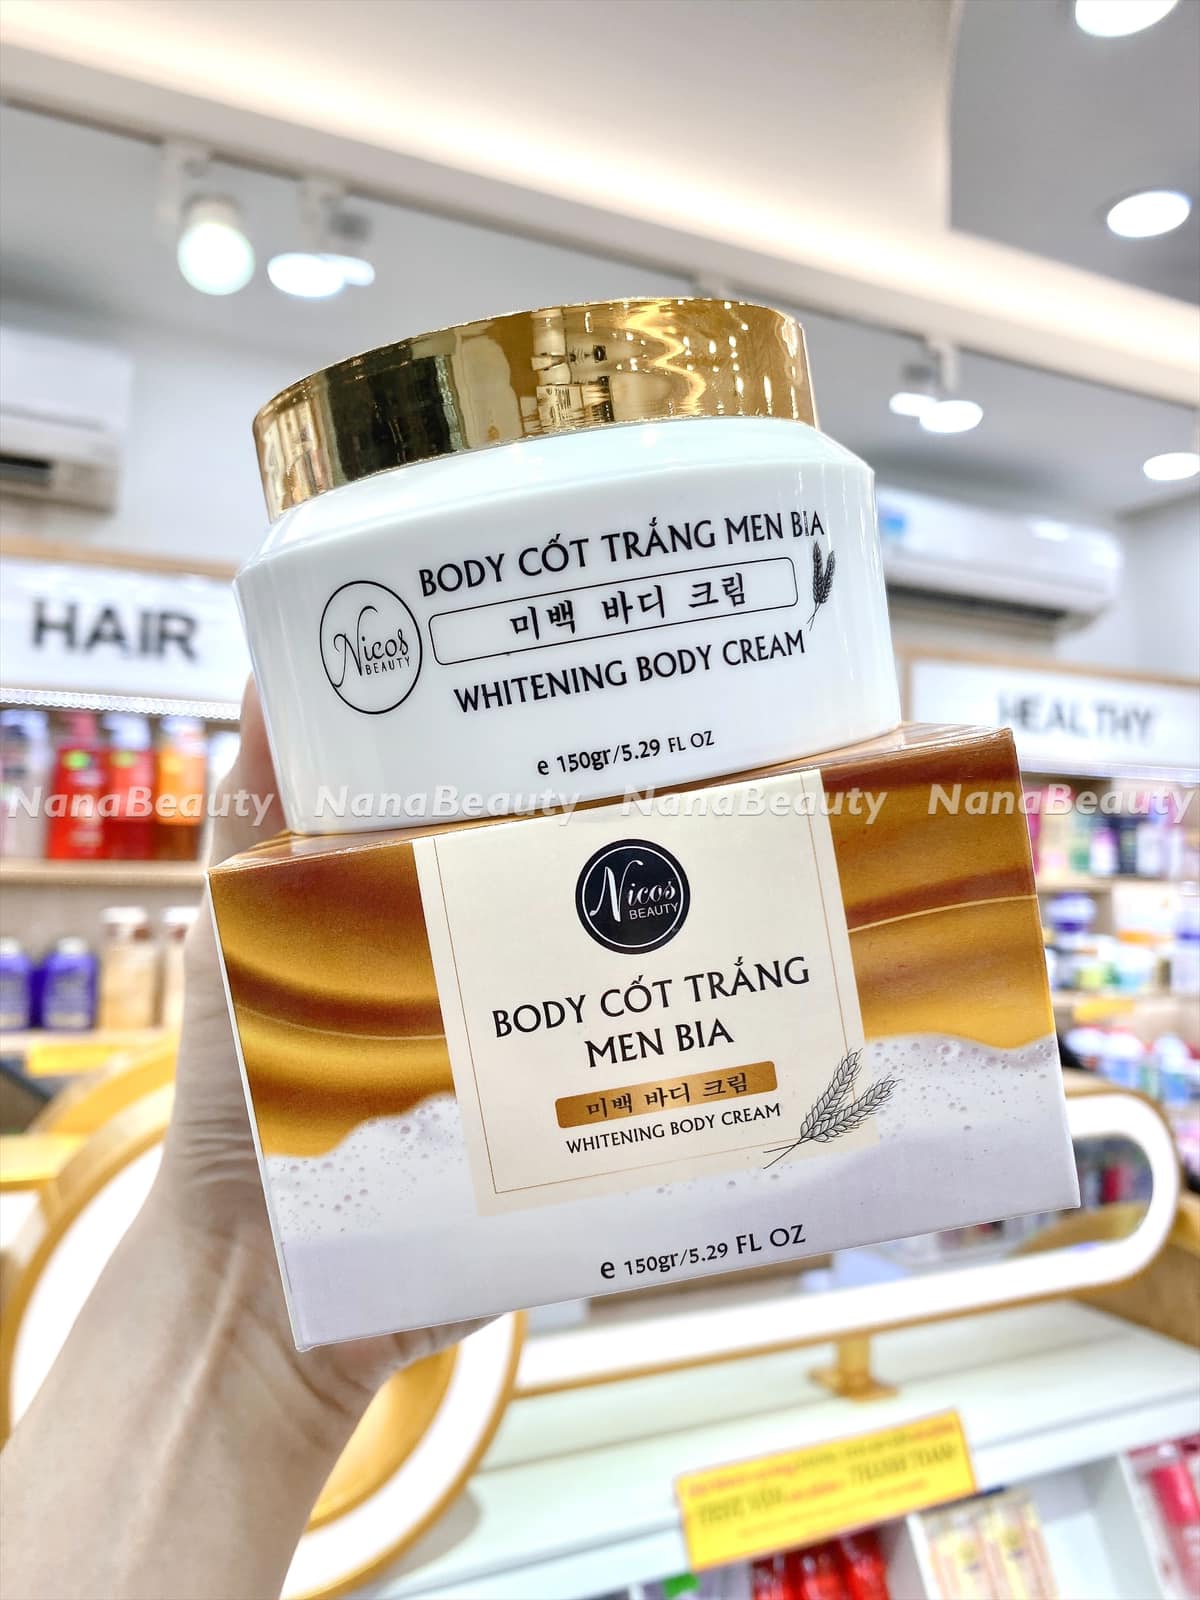 HAIR
HEALTHY
BODY CỐT TRẮNG MEN BIA
미백 바디 크림
Nicos
BEAUTY
WHITENING BODY CREAM
e 150gr/5.29 FL OZ
NanaBeauty NanaBeauty NanaBeauty NanaBeauty
Nicos
BEAUTY
BODY CỐT TRẮNG
MEN BIA
미백 바디 크림
WHITENING BODY CREAM
e 150gr/5.29 FL OZ
THANH TOÁN